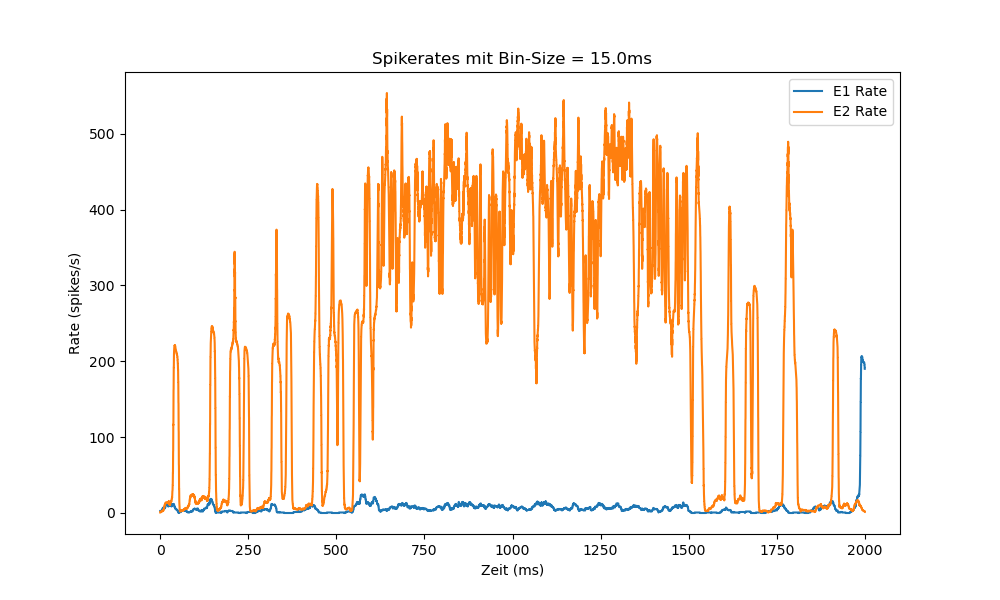 Spikerates mit Bin-Size = 15.0ms
E1 Rate
E2 Rate
Rate (spikes/s)
500
400
300
200
100
0
0 250 500 750 1000 1250 1500 1750 2000
Zeit (ms)